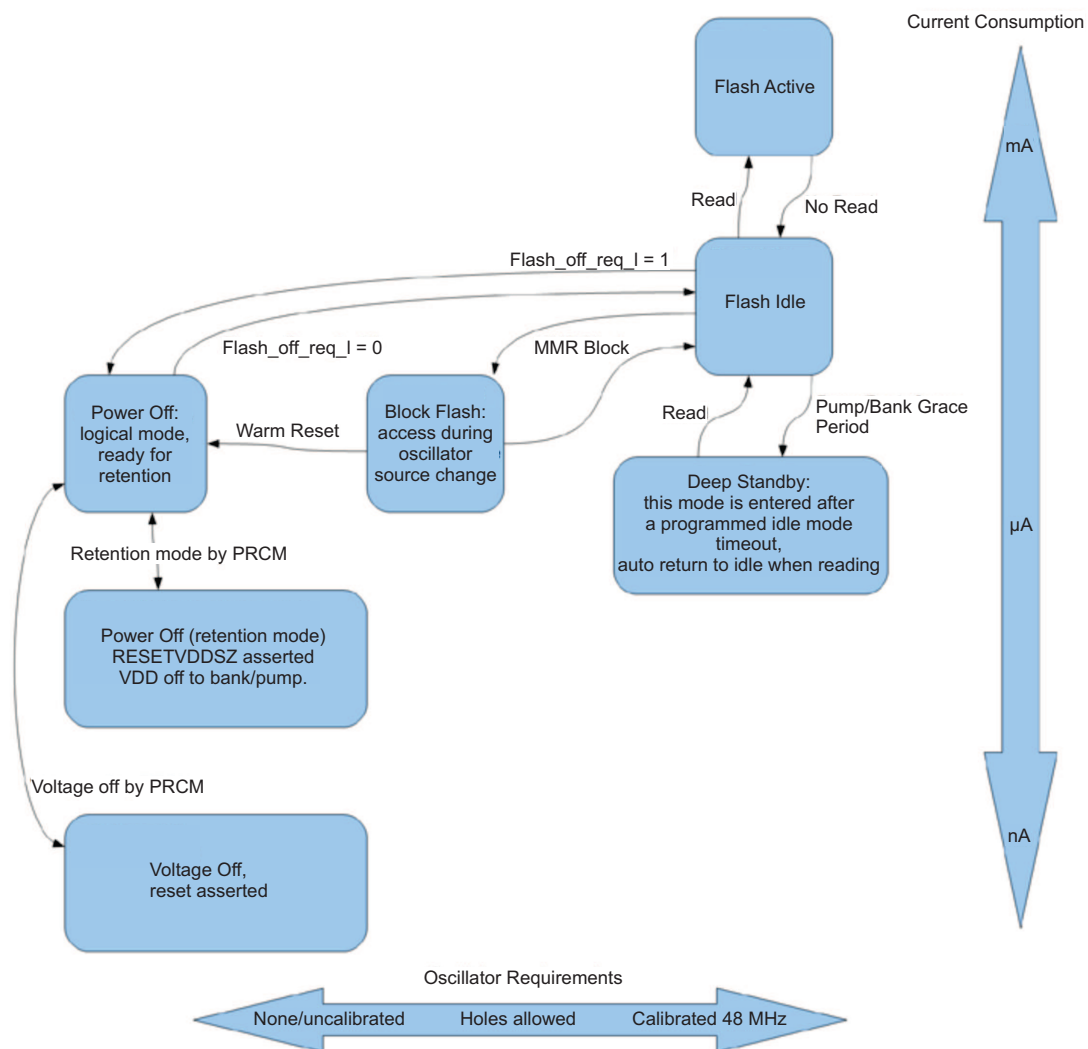 Current Consumption
Flash Active
mA
Read
No Read
Flash_off_req_l = 1
Flash Idle
Flash_off_req_l = 0
MMR Block
Power Off:
logical mode,
ready for
retention
Warm Reset
Block Flash:
access during
oscillator
source change
Read
Pump/Bank Grace
Period
Deep Standby:
this mode is entered after
a programmed idle mode
timeout,
auto return to idle when reading
µA
Retention mode by PRCM
Power Off (retention mode)
RESETVDDSZ asserted
VDD off to bank/pump.
Voltage off by PRCM
nA
Voltage Off,
reset asserted
Oscillator Requirements
None/uncalibrated Holes allowed Calibrated 48 MHz